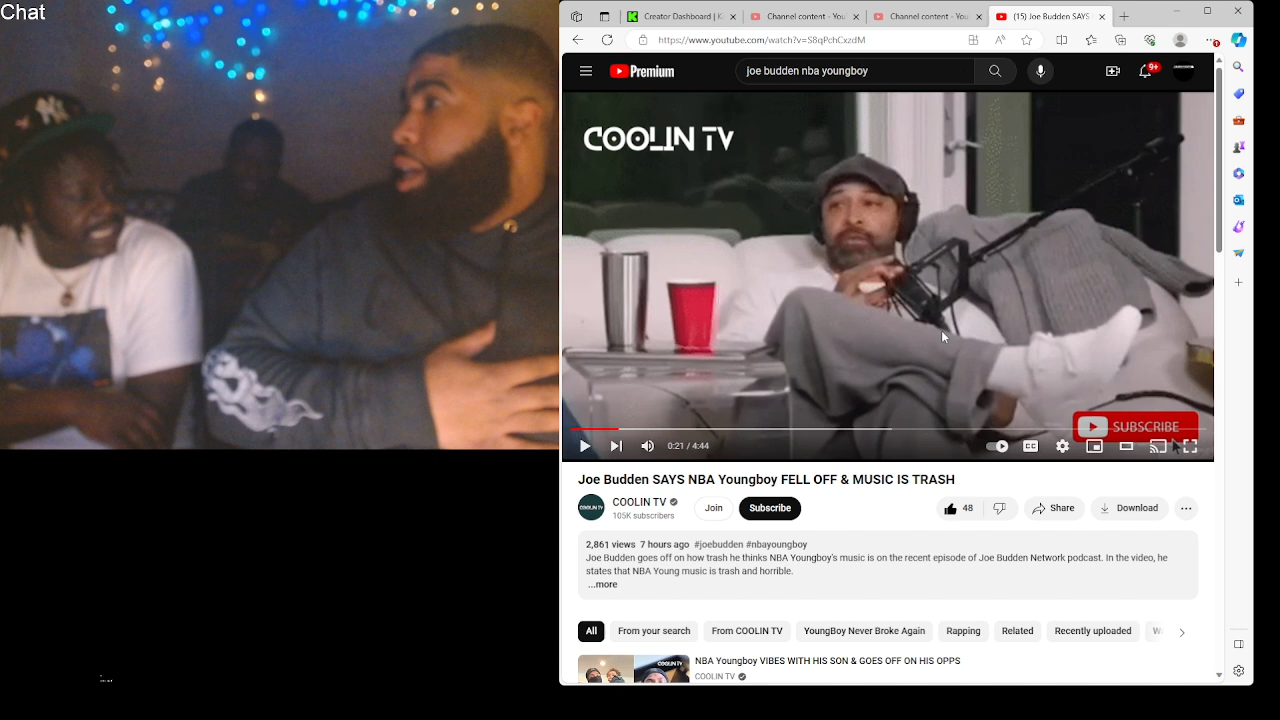 Chat
Creator Dashboard | K
Channel content - You
Channel content - You
(15) Joe Budden SAYS
https://www.youtube.com/watch?v=S8qPchCxzdM
Premium
joe budden nba youngboy
9+
COOLIN TV
SUBSCRIBE
0:21 / 4:44
CC
Joe Budden SAYS NBA Youngboy FELL OFF & MUSIC IS TRASH
COOLIN TV
105K subscribers
Join
Subscribe
48
Share
Download
2,861 views 7 hours ago #joebudden #nbayoungboy
Joe Budden goes off on how trash he thinks NBA Youngboy's music is on the recent episode of Joe Budden Network podcast. In the video, he
states that NBA Young music is trash and horrible.
...more
All
From your search
From COOLIN TV
YoungBoy Never Broke Again
Rapping
Related
Recently uploaded
NBA Youngboy VIBES WITH HIS SON & GOES OFF ON HIS OPPS
COOLIN TV